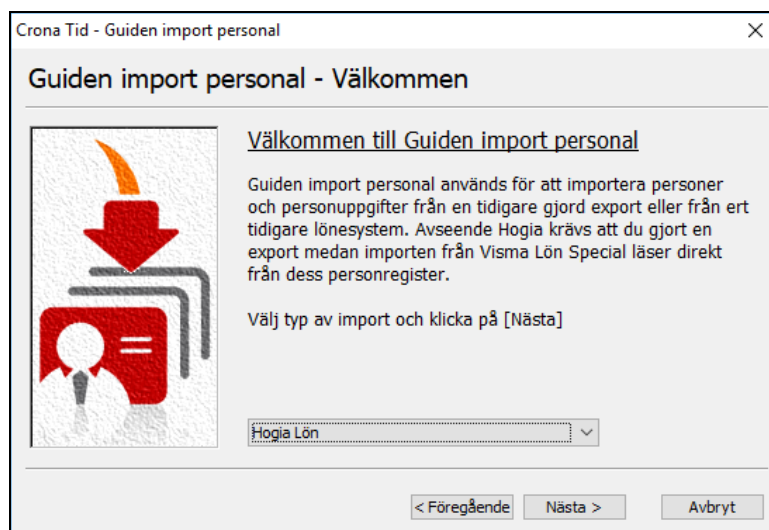 Crona Tid - Guiden import personal
Guiden import personal - Välkommen
Välkommen till Guiden import personal
Guiden import personal används för att importera personer
och personuppgifter från en tidigare gjord export eller från ert
tidigare lönesystem. Avseende Hogia krävs att du gjort en
export medan importen från Visma Lön Special läser direkt
från dess personregister.
Välj typ av import och klicka på [Nästa]
Hogia Lön
< Föregående Nästa > Avbryt